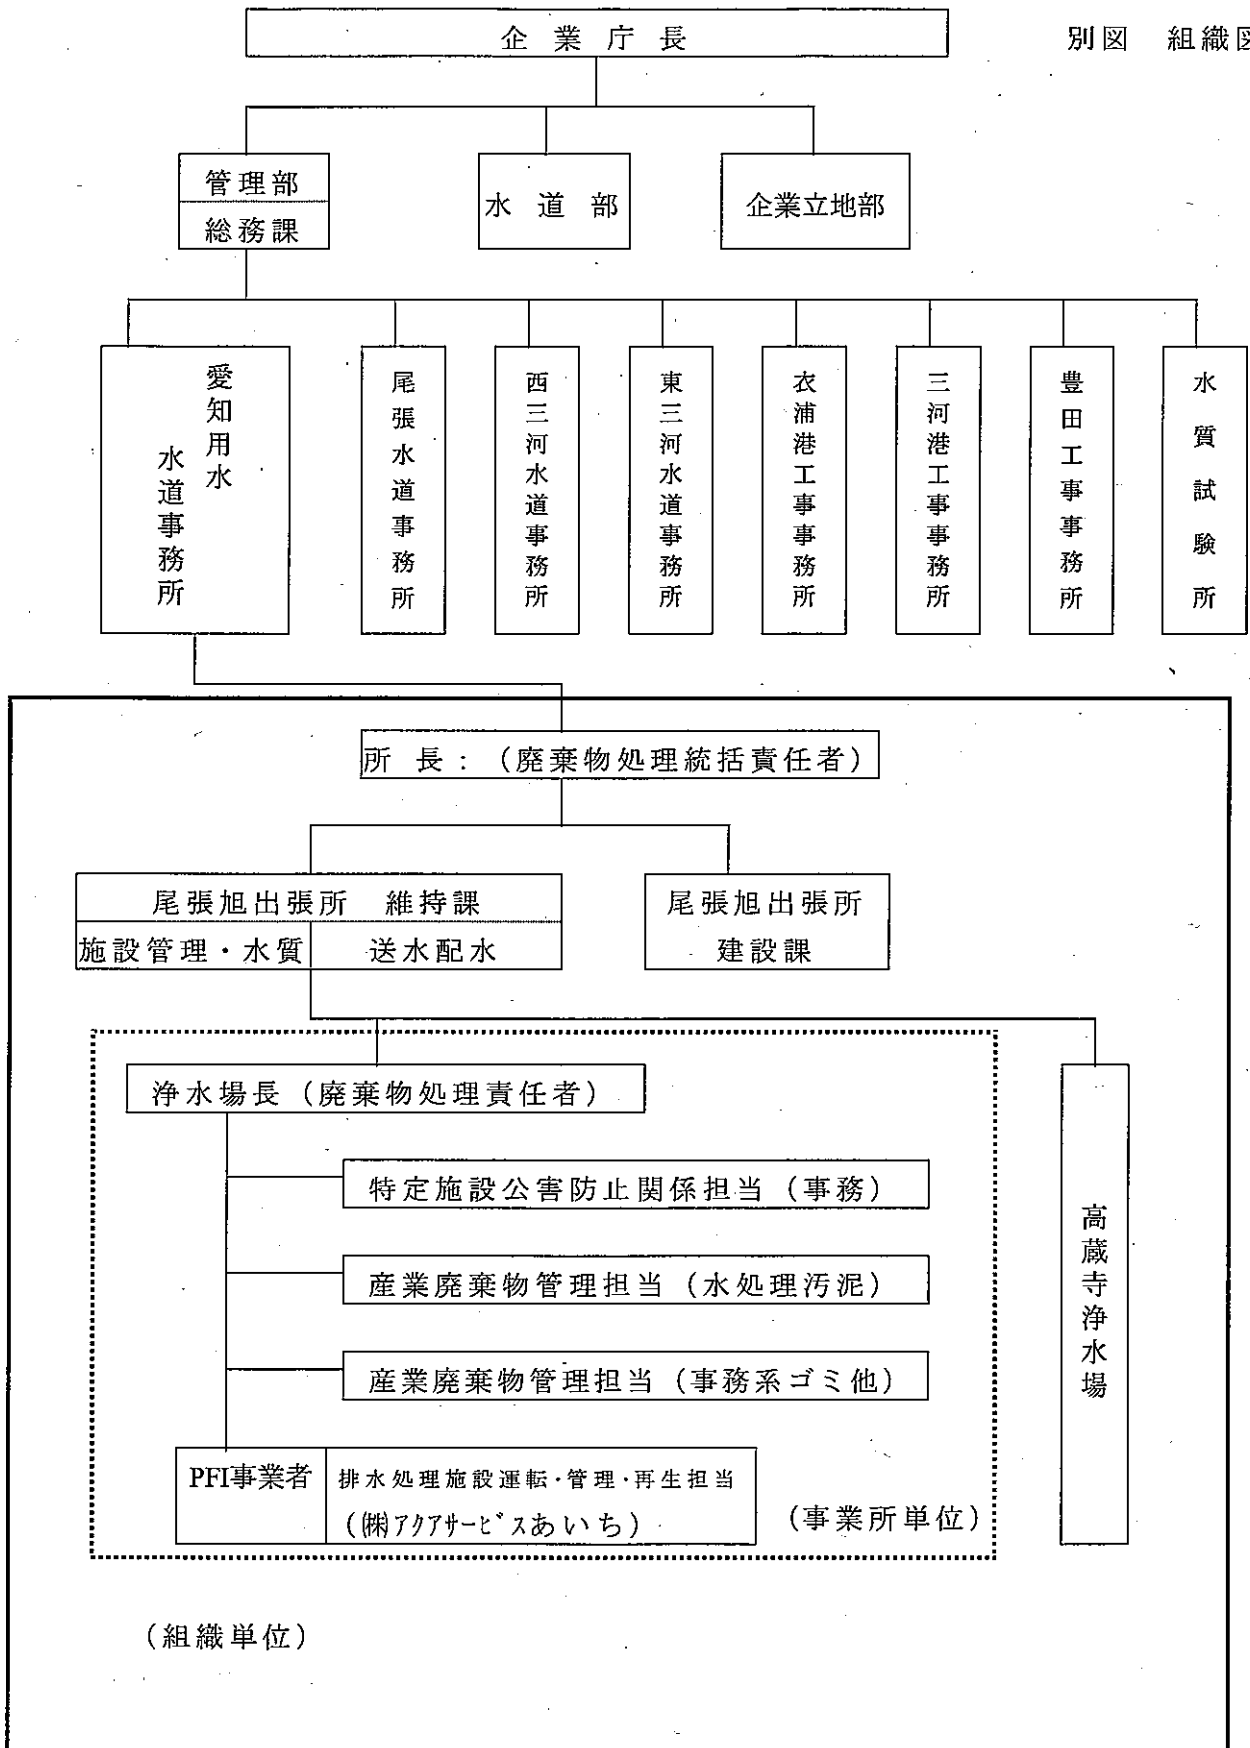 企業庁長
別図 組織図
管理部
総務課
水道部
企業立地部
愛知用水
水道事務所
尾張水道事務所
西三河水道事務所
東三河水道事務所
衣浦港工事事務所
三河港工事事務所
豊田工事事務所
水質試験所
所長：（廃棄物処理統括責任者）
尾張旭出張所 維持課
施設管理・水質
送水配水
尾張旭出張所
建設課
浄水場長（廃棄物処理責任者）
特定施設公害防止関係担当（事務）
産業廃棄物管理担当（水処理汚泥）
産業廃棄物管理担当（事務系ゴミ他）
高蔵寺浄水場
PFI事業者
排水処理施設運転・管理・再生担当
（㈱ｱｸｱｻｰﾋﾞｽあいち）
（事業所単位）
（組織単位）